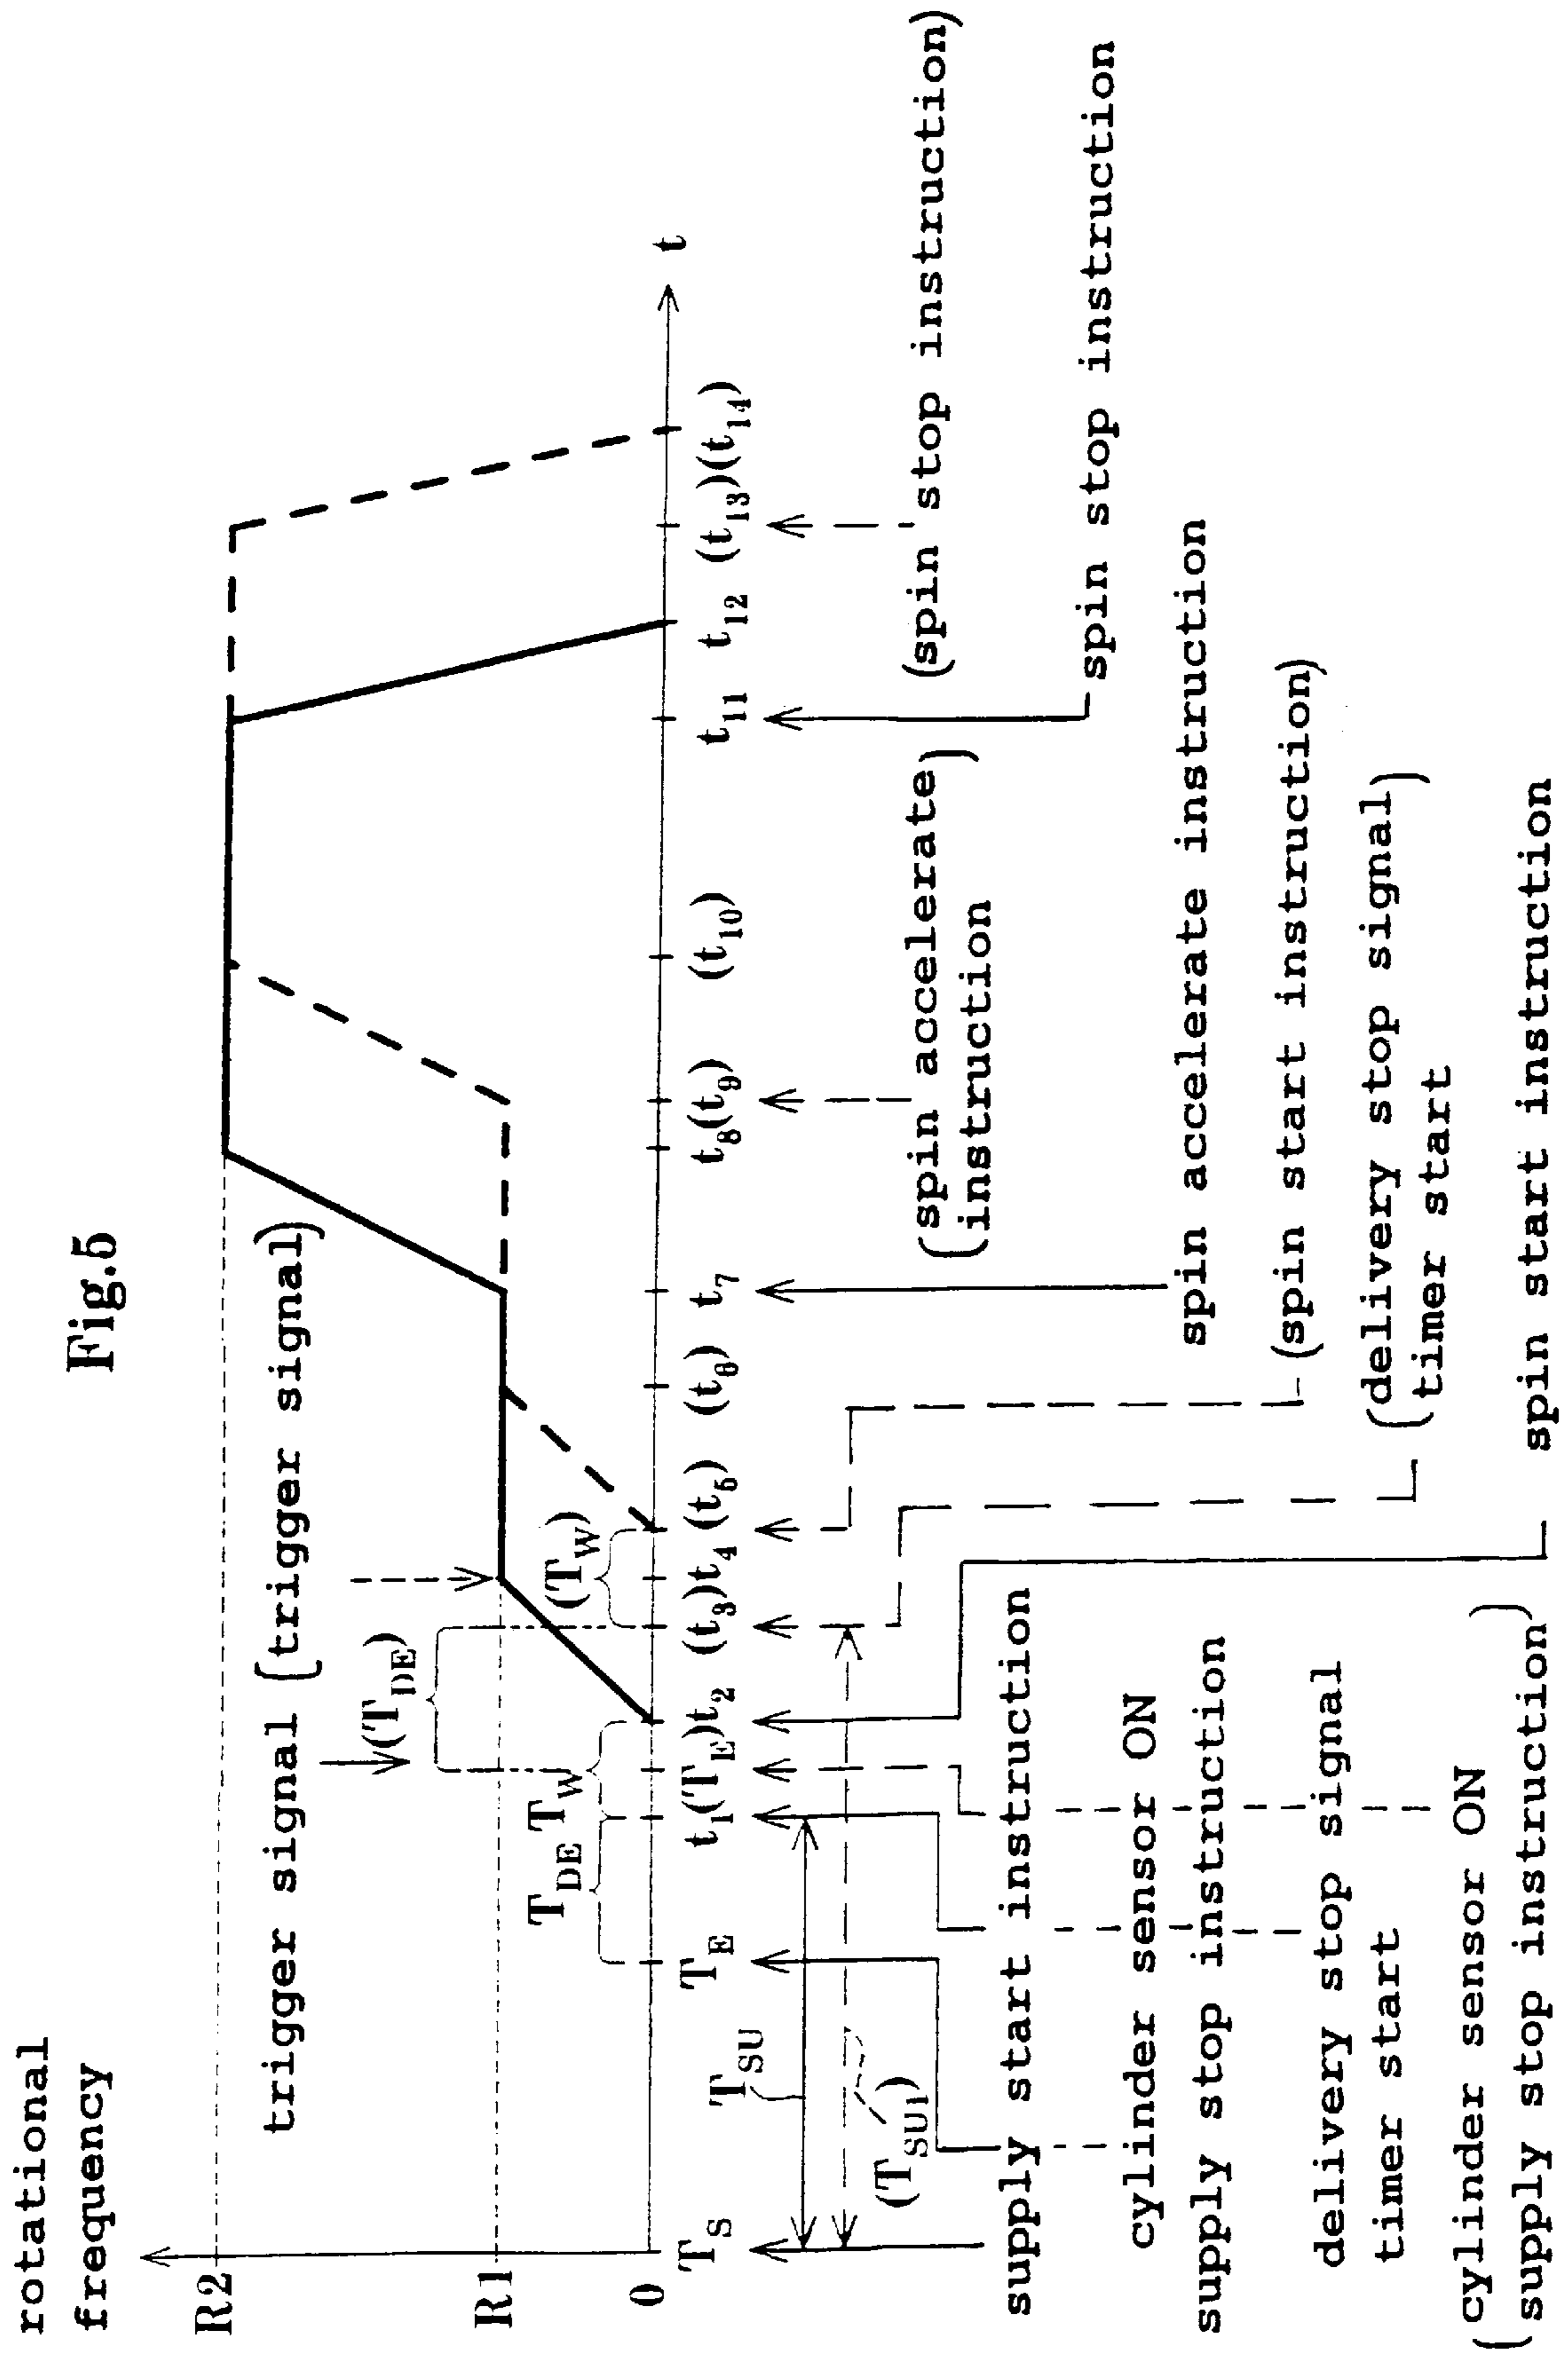 Fig.5
rotational
frequency
R2
R1
0
trigger signal (trigger signal)
(T_DE)
T_DE T_W
(T_W)
T_S T_E t_1 (T_E) t_2 (t_3) t_4 (t_5) (t_6) t_7 t_8 (t_9) (t_10) t_11 t_12 (t_13) (t_14)
t
T_SU
(T_SU1)
supply start instruction
cylinder sensor ON
supply stop instruction
delivery stop signal
timer start
(cylinder sensor ON
supply stop instruction)
spin start instruction
(delivery stop signal
timer start)
(spin start instruction)
spin accelerate instruction
(spin accelerate
instruction)
spin stop instruction
(spin stop instruction)